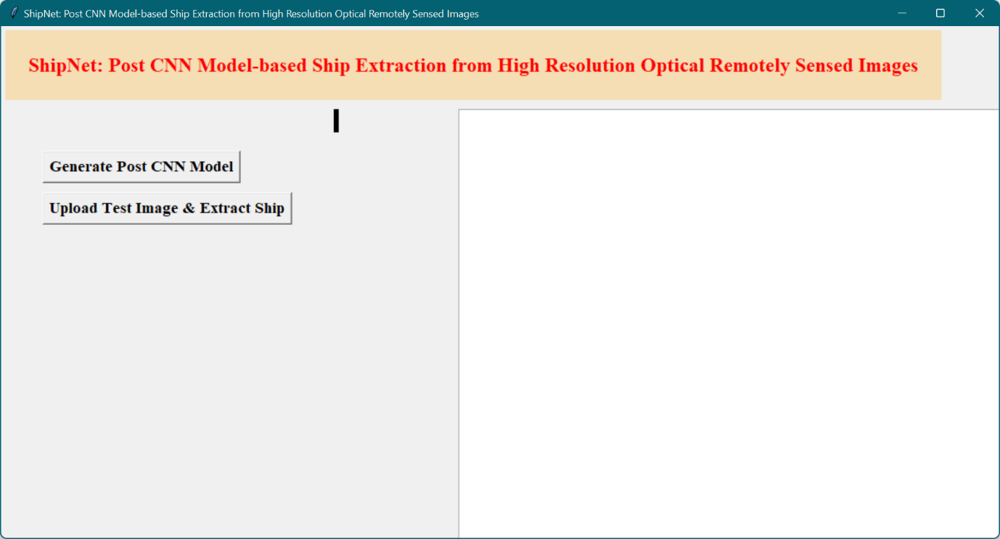 ShipNet: Post CNN Model-based Ship Extraction from High Resolution Optical Remotely Sensed Images
ShipNet: Post CNN Model-based Ship Extraction from High Resolution Optical Remotely Sensed Images
Generate Post CNN Model
Upload Test Image & Extract Ship